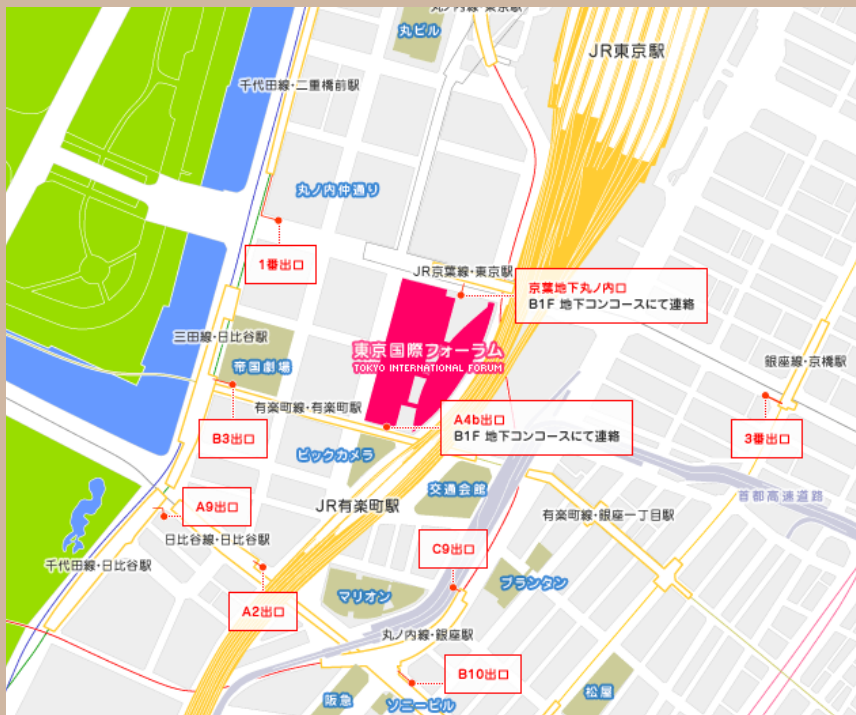 丸ノ内線・東京駅
丸ビル
JR東京駅
千代田線・二重橋前駅
丸ノ内仲通り
1番出口
JR京葉線・東京駅
京葉地下丸ノ内口
B1F 地下コンコースにて連絡
三田線・日比谷駅
帝国劇場
東京国際フォーラム
TOKYO INTERNATIONAL FORUM
銀座線・京橋駅
有楽町線・有楽町駅
A4b出口
B1F 地下コンコースにて連絡
B3出口
3番出口
ビックカメラ
交通会館
首都高速道路
JR有楽町駅
A9出口
有楽町線・銀座一丁目駅
日比谷線・日比谷駅
C9出口
千代田線・日比谷駅
プランタン
マリオン
A2出口
丸ノ内線・銀座駅
B10出口
阪急
ソニービル
松屋